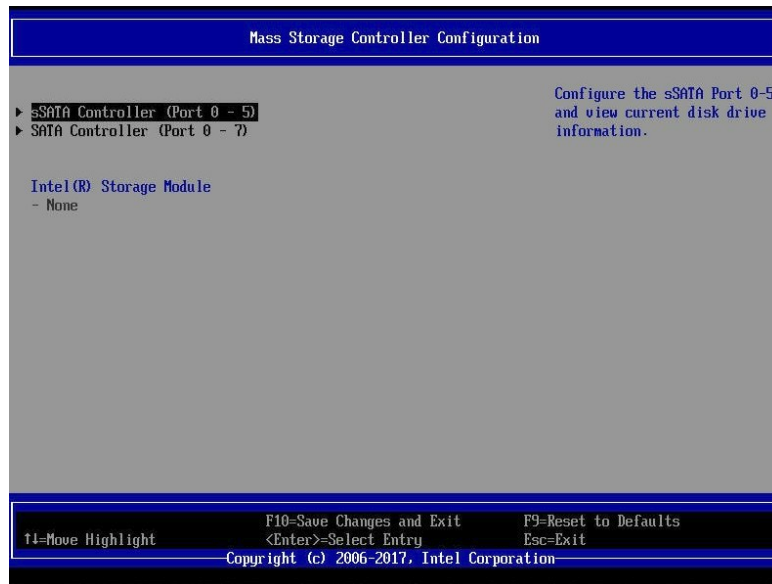 Mass Storage Controller Configuration
▶ sSATA Controller (Port 0 - 5)
▶ SATA Controller (Port 0 - 7)
Intel(R) Storage Module
- None
Configure the sSATA Port 0-5
and view current disk drive
information.
F10=Save Changes and Exit F9=Reset to Defaults
↑↓=Move Highlight <Enter>=Select Entry Esc=Exit
Copyright (c) 2006-2017, Intel Corporation